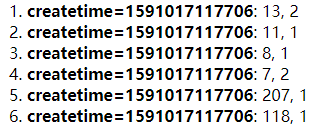 1. createtime=1591017117706: 13, 2
2. createtime=1591017117706: 11, 1
3. createtime=1591017117706: 8, 1
4. createtime=1591017117706: 7, 2
5. createtime=1591017117706: 207, 1
6. createtime=1591017117706: 118, 1